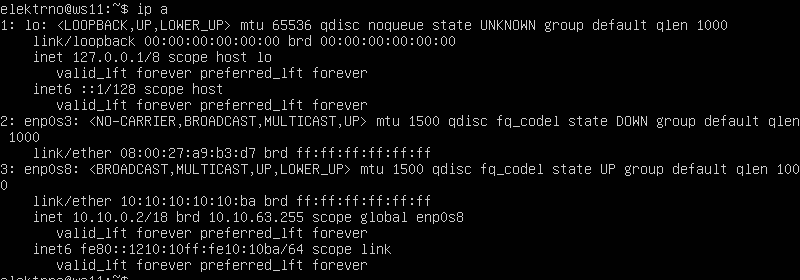 elektrno@ws11:~$ ip a
1: lo: <LOOPBACK,UP,LOWER_UP> mtu 65536 qdisc noqueue state UNKNOWN group default qlen 1000
    link/loopback 00:00:00:00:00:00 brd 00:00:00:00:00:00
    inet 127.0.0.1/8 scope host lo
       valid_lft forever preferred_lft forever
    inet6 ::1/128 scope host
       valid_lft forever preferred_lft forever
2: enp0s3: <NO-CARRIER,BROADCAST,MULTICAST,UP> mtu 1500 qdisc fq_codel state DOWN group default qlen
 1000
    link/ether 08:00:27:a9:b3:d7 brd ff:ff:ff:ff:ff:ff
3: enp0s8: <BROADCAST,MULTICAST,UP,LOWER_UP> mtu 1500 qdisc fq_codel state UP group default qlen 100
0
    link/ether 10:10:10:10:10:ba brd ff:ff:ff:ff:ff:ff
    inet 10.10.0.2/18 brd 10.10.63.255 scope global enp0s8
       valid_lft forever preferred_lft forever
    inet6 fe80::1210:10ff:fe10:10ba/64 scope link
       valid_lft forever preferred_lft forever
elektrno@ws11:~$